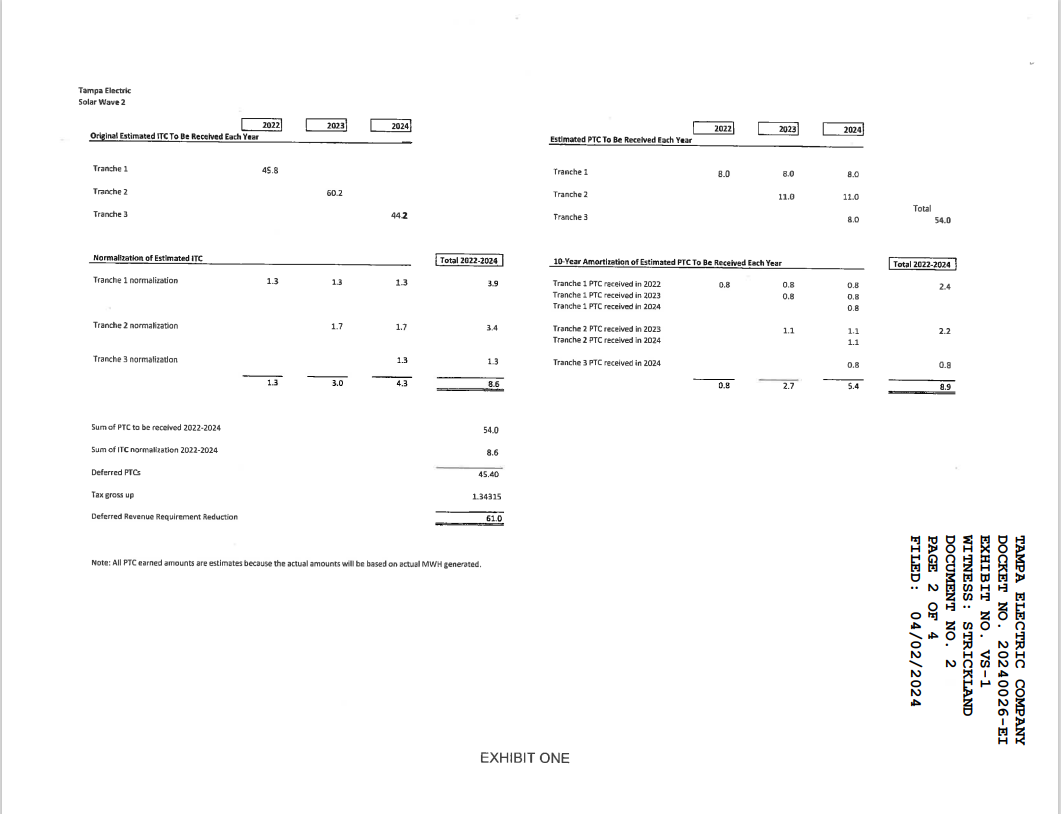 Tampa Electric
Solar Wave 2
2022 2023 2024
Original Estimated ITC To Be Received Each Year
Tranche 1 45.8
Tranche 2 60.2
Tranche 3 44.2
Normalization of Estimated ITC Total 2022-2024
Tranche 1 normalization 1.3 1.3 1.3 3.9
Tranche 2 normalization 1.7 1.7 3.4
Tranche 3 normalization 1.3 1.3
1.3 3.0 4.3 8.6
Sum of PTC to be received 2022-2024 54.0
Sum of ITC normalization 2022-2024 8.6
Deferred PTCs 45.40
Tax gross up 1.34315
Deferred Revenue Requirement Reduction 61.0
Note: All PTC earned amounts are estimates because the actual amounts will be based on actual MWH generated.
2022 2023 2024
Estimated PTC To Be Received Each Year
Tranche 1 8.0 8.0 8.0
Tranche 2 11.0 11.0
Total
Tranche 3 8.0 54.0
10-Year Amortization of Estimated PTC To Be Received Each Year Total 2022-2024
Tranche 1 PTC received in 2022 0.8 0.8 0.8 2.4
Tranche 1 PTC received in 2023 0.8 0.8
Tranche 1 PTC received in 2024 0.8
Tranche 2 PTC received in 2023 1.1 1.1 2.2
Tranche 2 PTC received in 2024 1.1
Tranche 3 PTC received in 2024 0.8 0.8
0.8 2.7 5.4 8.9
TAMPA ELECTRIC COMPANY
DOCKET NO. 20240026-EI
EXHIBIT NO. VS-1
WITNESS: STRICKLAND
DOCUMENT NO. 2
PAGE 2 OF 4
FILED: 04/02/2024
EXHIBIT ONE